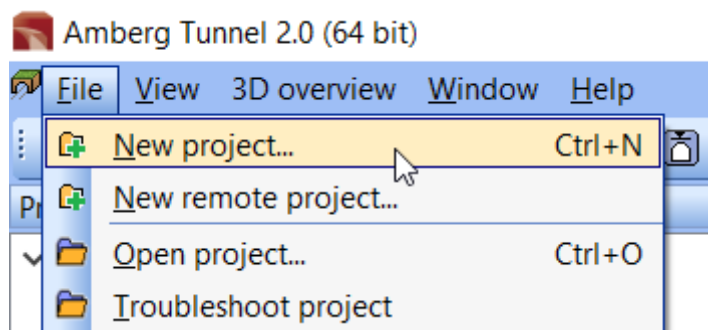 Amberg Tunnel 2.0 (64 bit)
File View 3D overview Window Help
New project... Ctrl+N
New remote project...
Open project... Ctrl+O
Troubleshoot project